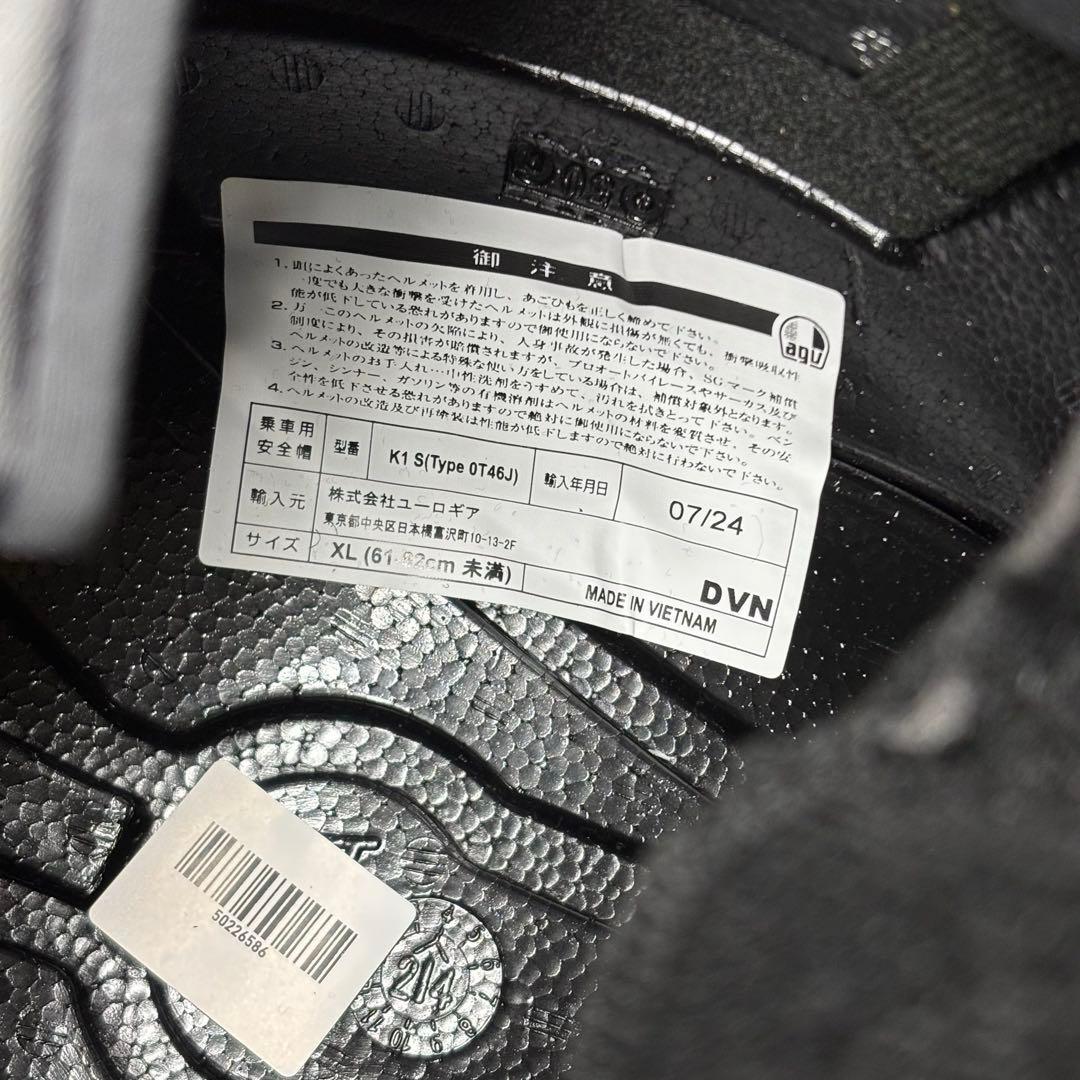 御注意
1. 頭によくあったヘルメットを着用し、あごひもを正しく締めて下さい。
一度でも大きな衝撃を受けたヘルメットは外観に損傷が無くても、衝撃吸収性
能が低下している恐れがありますので御使用にならないで下さい。
2. 万一このヘルメットの欠陥により、人身事故が発生した場合、SGマーク補償
制度により、その損害が賠償されますが、プロオートバイレースやサーカス及び
ヘルメットの改造等による特殊な使い方をしている場合は、補償対象外となります。
3. ヘルメットのお手入れ…中性洗剤をうすめて、汚れを拭きとって下さい。ベン
ジン、シンナー、ガソリン等の有機溶剤はヘルメットの材料を変質させ、その安
全性を低下させる恐れがありますので絶対に御使用にならないで下さい。
4. ヘルメットの改造及び再塗装は性能が低下しますので絶対に行わないで下さい。
agv
乗車用安全帽 型番 K1 S(Type 0T46J) 輸入年月日 07/24
輸入元 株式会社ユーロギア
東京都中央区日本橋富沢町10-13-2F
サイズ XL (61-62cm 未満) MADE IN VIETNAM DVN
50226586
4 5 6 7 8 9 10 11
214